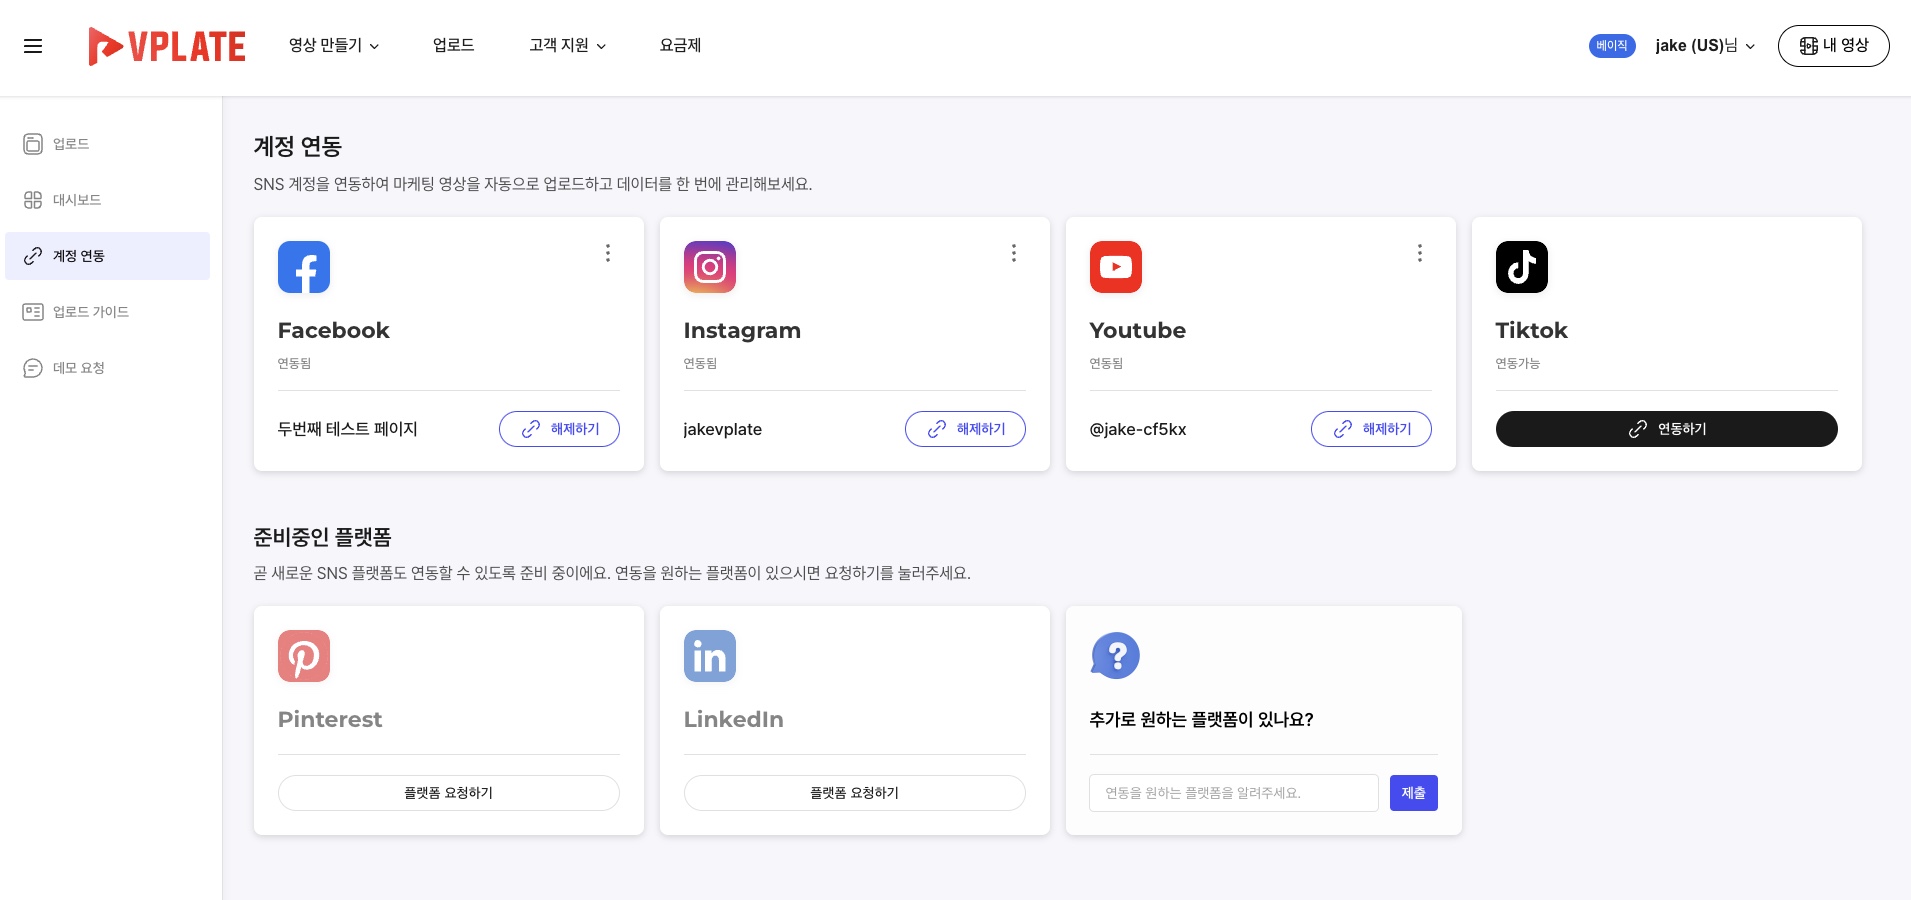 VPLATE
영상 만들기
업로드
고객 지원
요금제
베이직
jake (US)님
내 영상
업로드
대시보드
계정 연동
업로드 가이드
데모 요청
계정 연동
SNS 계정을 연동하여 마케팅 영상을 자동으로 업로드하고 데이터를 한 번에 관리해보세요.
Facebook
연동됨
두번째 테스트 페이지
해제하기
Instagram
연동됨
jakevplate
해제하기
Youtube
연동됨
@jake-cf5kx
해제하기
Tiktok
연동가능
연동하기
준비중인 플랫폼
곧 새로운 SNS 플랫폼도 연동할 수 있도록 준비 중이에요. 연동을 원하는 플랫폼이 있으시면 요청하기를 눌러주세요.
Pinterest
플랫폼 요청하기
in
LinkedIn
플랫폼 요청하기
?
추가로 원하는 플랫폼이 있나요?
연동을 원하는 플랫폼을 알려주세요.
제출